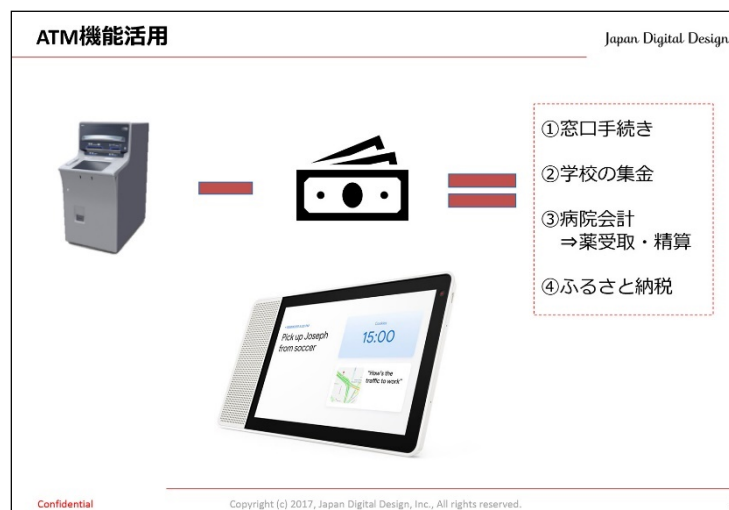 ATM機能活用
Japan Digital Design
①窓口手続き
②学校の集金
③病院会計
⇒薬受取・精算
④ふるさと納税
Pick up Joseph
from soccer
15:00
"How's the
traffic to work"
Confidential
Copyright (c) 2017, Japan Digital Design, Inc., All rights reserved.